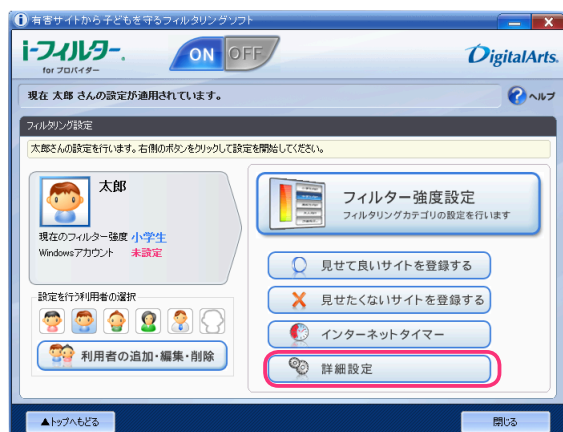 有害サイトから子どもを守るフィルタリングソフト
i-フィルター.
for プロバイダー
ON OFF
DigitalArts.
現在 太郎 さんの設定が適用されています。
ヘルプ
フィルタリング設定
太郎さんの設定を行います。右側のボタンをクリックして設定を開始してください。
太郎
現在のフィルター強度 小学生
Windowsアカウント 未設定
設定を行う利用者の選択
利用者の追加・編集・削除
フィルター強度設定
フィルタリングカテゴリの設定を行います
見せて良いサイトを登録する
見せたくないサイトを登録する
インターネットタイマー
詳細設定
▲トップへもどる
閉じる